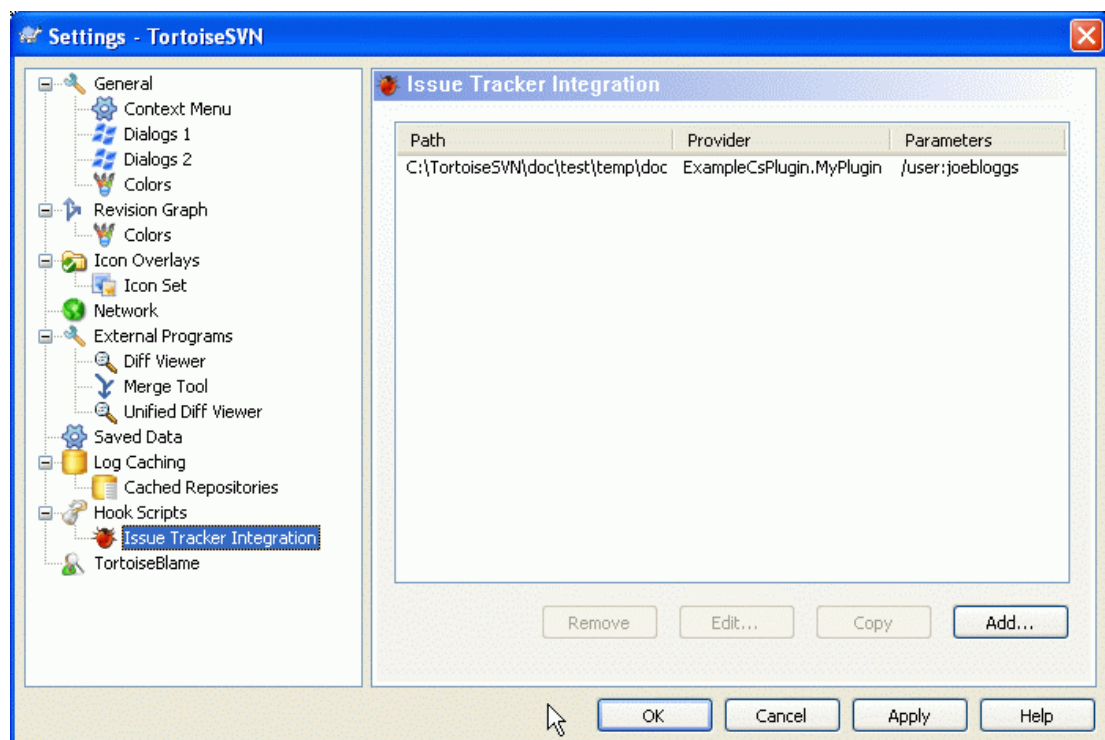 Settings - TortoiseSVN
General
Context Menu
Dialogs 1
Dialogs 2
Colors
Revision Graph
Colors
Icon Overlays
Icon Set
Network
External Programs
Diff Viewer
Merge Tool
Unified Diff Viewer
Saved Data
Log Caching
Cached Repositories
Hook Scripts
Issue Tracker Integration
TortoiseBlame
Issue Tracker Integration
Path Provider Parameters
C:\TortoiseSVN\doc\test\temp\doc ExampleCsPlugin.MyPlugin /user:joebloggs
Remove Edit... Copy Add...
OK Cancel Apply Help